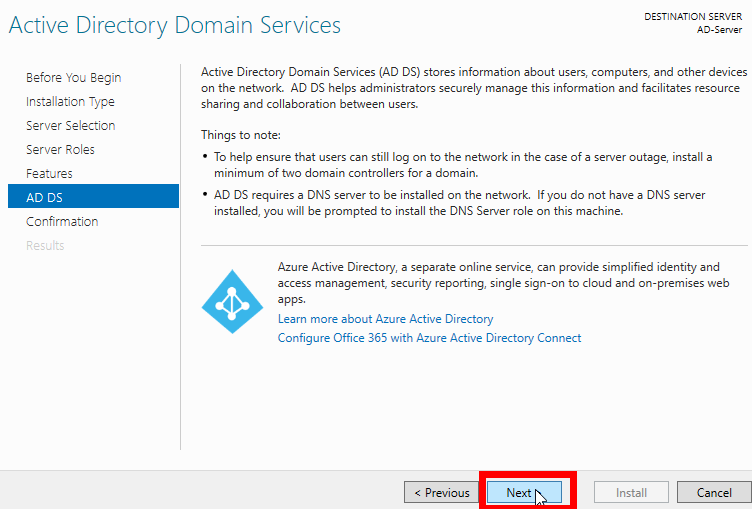 Active Directory Domain Services
DESTINATION SERVER
AD-Server
Before You Begin
Installation Type
Server Selection
Server Roles
Features
AD DS
Confirmation
Results
Active Directory Domain Services (AD DS) stores information about users, computers, and other devices
on the network.  AD DS helps administrators securely manage this information and facilitates resource
sharing and collaboration between users.
Things to note:
• To help ensure that users can still log on to the network in the case of a server outage, install a
minimum of two domain controllers for a domain.
• AD DS requires a DNS server to be installed on the network.  If you do not have a DNS server
installed, you will be prompted to install the DNS Server role on this machine.
Azure Active Directory, a separate online service, can provide simplified identity and
access management, security reporting, single sign-on to cloud and on-premises web
apps.
Learn more about Azure Active Directory
Configure Office 365 with Azure Active Directory Connect
< Previous
Next >
Install
Cancel